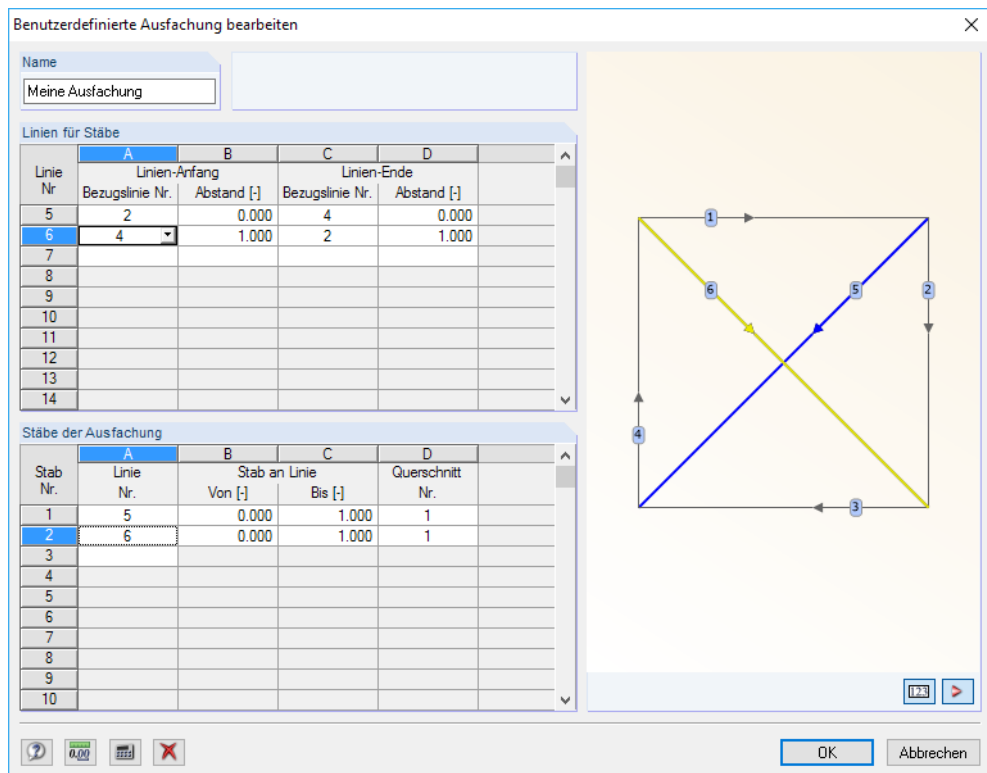 Benutzerdefinierte Ausfachung bearbeiten
Name
Meine Ausfachung
Linien für Stäbe
A B C D
Linie Nr Linien-Anfang Linien-Ende
Bezugslinie Nr. Abstand [-] Bezugslinie Nr. Abstand [-]
5 2 0.000 4 0.000
6 4 1.000 2 1.000
7
8
9
10
11
12
13
14
Stäbe der Ausfachung
A B C D
Stab Linie Stab an Linie Querschnitt
Nr. Nr. Von [-] Bis [-] Nr.
1 5 0.000 1.000 1
2 6 0.000 1.000 1
3
4
5
6
7
8
9
10
1
6 5 2
4
3
123
0.00
OK Abbrechen